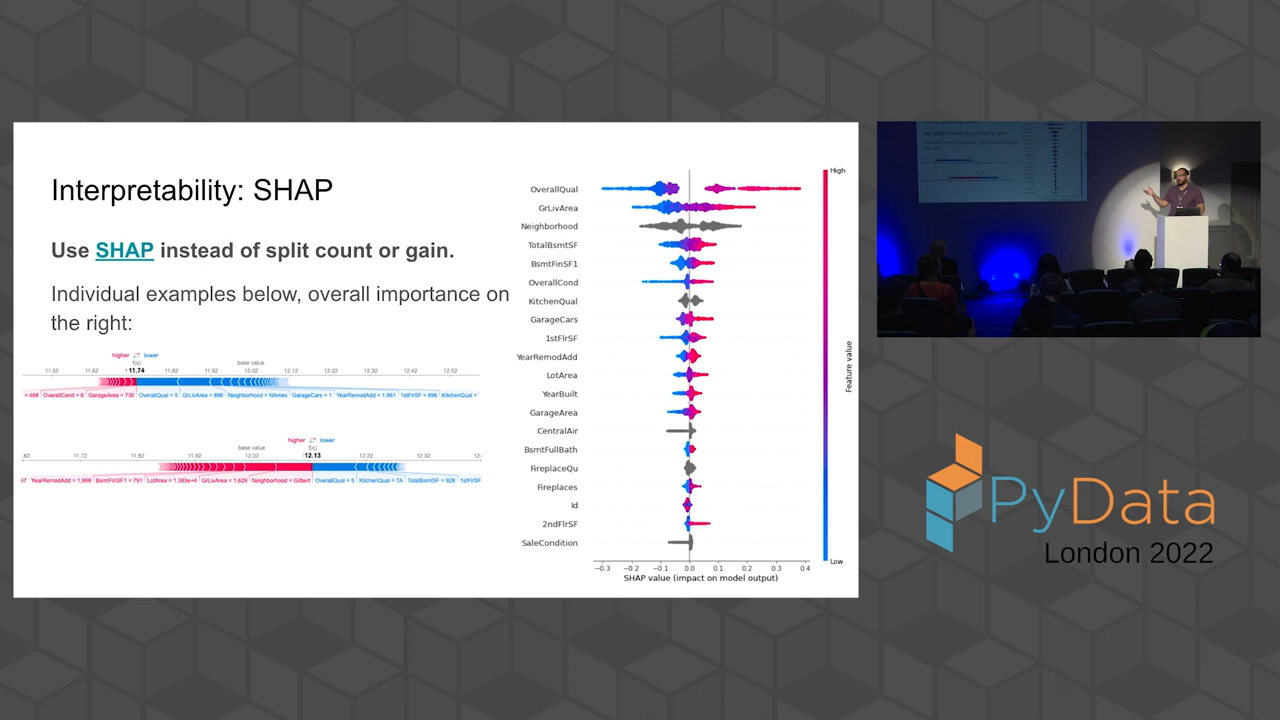 Interpretability: SHAP
Use SHAP instead of split count or gain.
Individual examples below, overall importance on
the right:
higher ⇄ lower
f(x)
base value
11.52 11.62 11.74 11.82 11.92 12.02 12.13 12.22 12.32 12.42 12.52
= 468 OverallCond = 6 GarageArea = 730 OverallQual = 5 GrLivArea = 896 Neighborhood = NAmes GarageCars = 1 YearRemodAdd = 1,961 1stFlrSF = 896 KitchenQual =
higher ⇄ lower
base value
f(x)
.62 11.72 11.82 11.92 12.02 12.13 12.22 12.32 12.
97 YearRemodAdd = 1,998 BsmtFinSF1 = 791 LotArea = 1.383e+4 GrLivArea = 1,629 Neighborhood = Gilbert OverallQual = 5 KitchenQual = TA TotalBsmtSF = 928 1stFlrSF
OverallQual
GrLivArea
Neighborhood
TotalBsmtSF
BsmtFinSF1
OverallCond
KitchenQual
GarageCars
1stFlrSF
YearRemodAdd
LotArea
YearBuilt
GarageArea
CentralAir
BsmtFullBath
FireplaceQu
Fireplaces
Id
2ndFlrSF
SaleCondition
−0.3 −0.2 −0.1 0.0 0.1 0.2 0.3 0.4
SHAP value (impact on model output)
High
Feature value
Low
PyData
London 2022